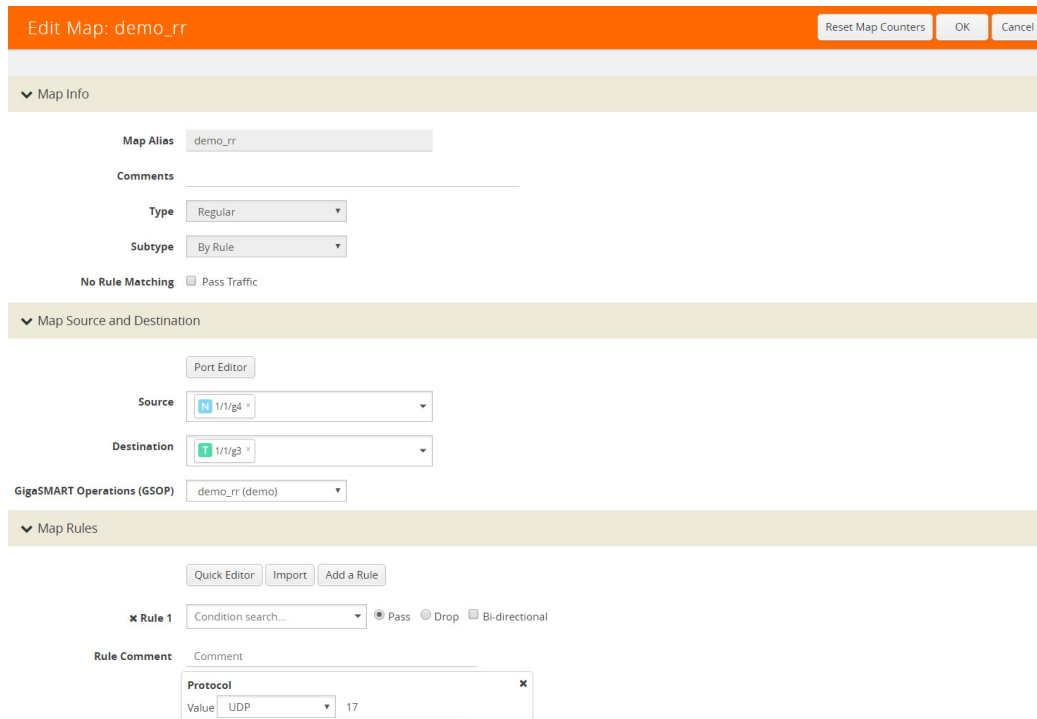 Edit Map: demo_rr Reset Map Counters OK Cancel
Map Info
Map Alias demo_rr
Comments
Type Regular
Subtype By Rule
No Rule Matching Pass Traffic
Map Source and Destination
Port Editor
Source N 1/1/g4 ×
Destination T 1/1/g3 ×
GigaSMART Operations (GSOP) demo_rr (demo)
Map Rules
Quick Editor Import Add a Rule
× Rule 1 Condition search... Pass Drop Bi-directional
Rule Comment Comment
Protocol ×
Value UDP 17